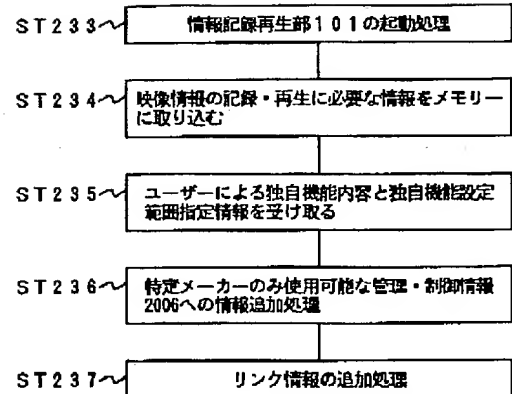 ST233 情報記録再生部101の起動処理
ST234 映像情報の記録・再生に必要な情報をメモリー
に取り込む
ST235 ユーザーによる独自機能内容と独自機能設定
範囲指定情報を受け取る
ST236 特定メーカーのみ使用可能な管理・制御情報
2006への情報追加処理
ST237 リンク情報の追加処理